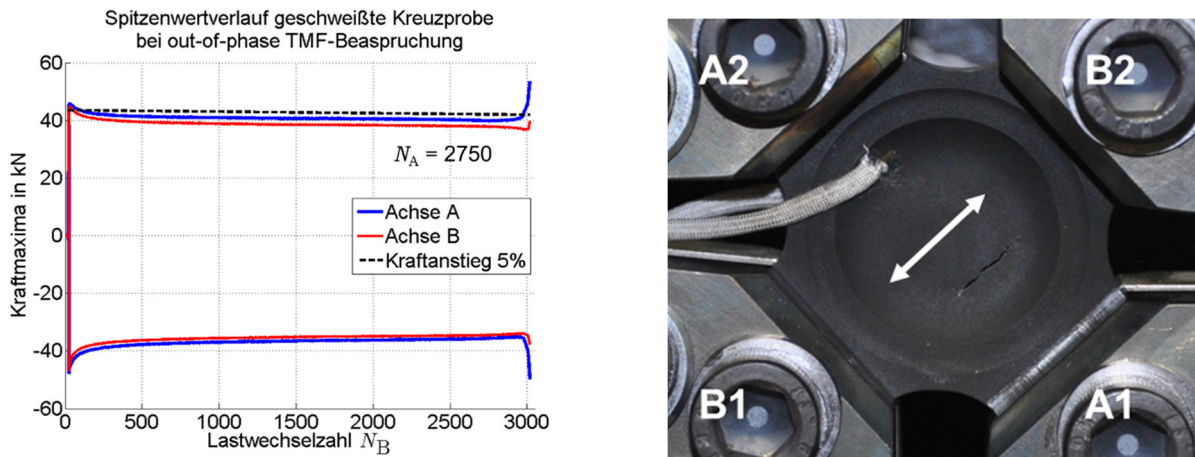 Spitzenwertverlauf geschweißte Kreuzprobe
bei out-of-phase TMF-Beaspruchung
Kraftmaxima in kN
60
40
20
0
-20
-40
-60
N_A = 2750
Achse A
Achse B
Kraftanstieg 5%
0 500 1000 1500 2000 2500 3000
Lastwechselzahl N_B
A2 B2
B1 A1